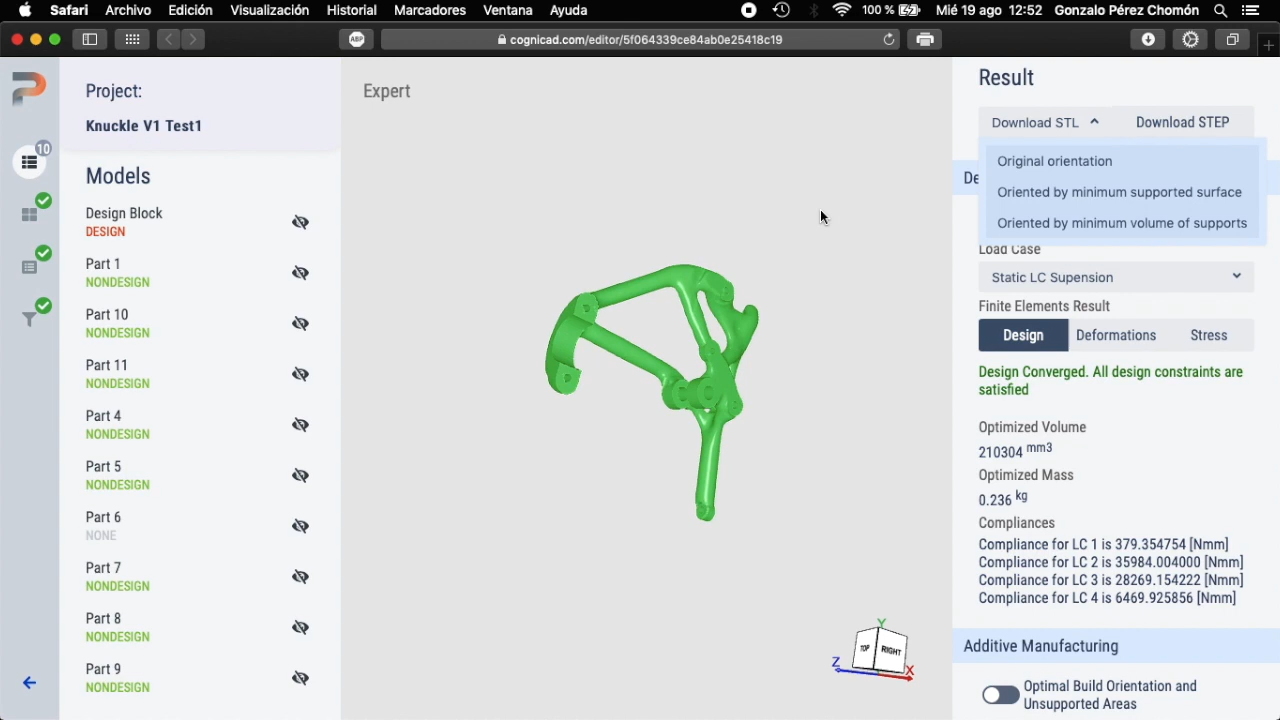 Safari Archivo Edición Visualización Historial Marcadores Ventana Ayuda 100 % Mié 19 ago 12:52 Gonzalo Pérez Chomón
ABP cognicad.com/editor/5f064339ce84ab0e25418c19
Project:
Knuckle V1 Test1
10
Models
Design Block
DESIGN
Part 1
NONDESIGN
Part 10
NONDESIGN
Part 11
NONDESIGN
Part 4
NONDESIGN
Part 5
NONDESIGN
Part 6
NONE
Part 7
NONDESIGN
Part 8
NONDESIGN
Part 9
NONDESIGN
Expert
Y
TOP RIGHT
Z X
Result
Download STL Download STEP
Original orientation
Oriented by minimum supported surface
Oriented by minimum volume of supports
De
Load Case
Static LC Supension
Finite Elements Result
Design Deformations Stress
Design Converged. All design constraints are
satisfied
Optimized Volume
210304 mm3
Optimized Mass
0.236 kg
Compliances
Compliance for LC 1 is 379.354754 [Nmm]
Compliance for LC 2 is 35984.004000 [Nmm]
Compliance for LC 3 is 28269.154222 [Nmm]
Compliance for LC 4 is 6469.925856 [Nmm]
Additive Manufacturing
Optimal Build Orientation and
Unsupported Areas